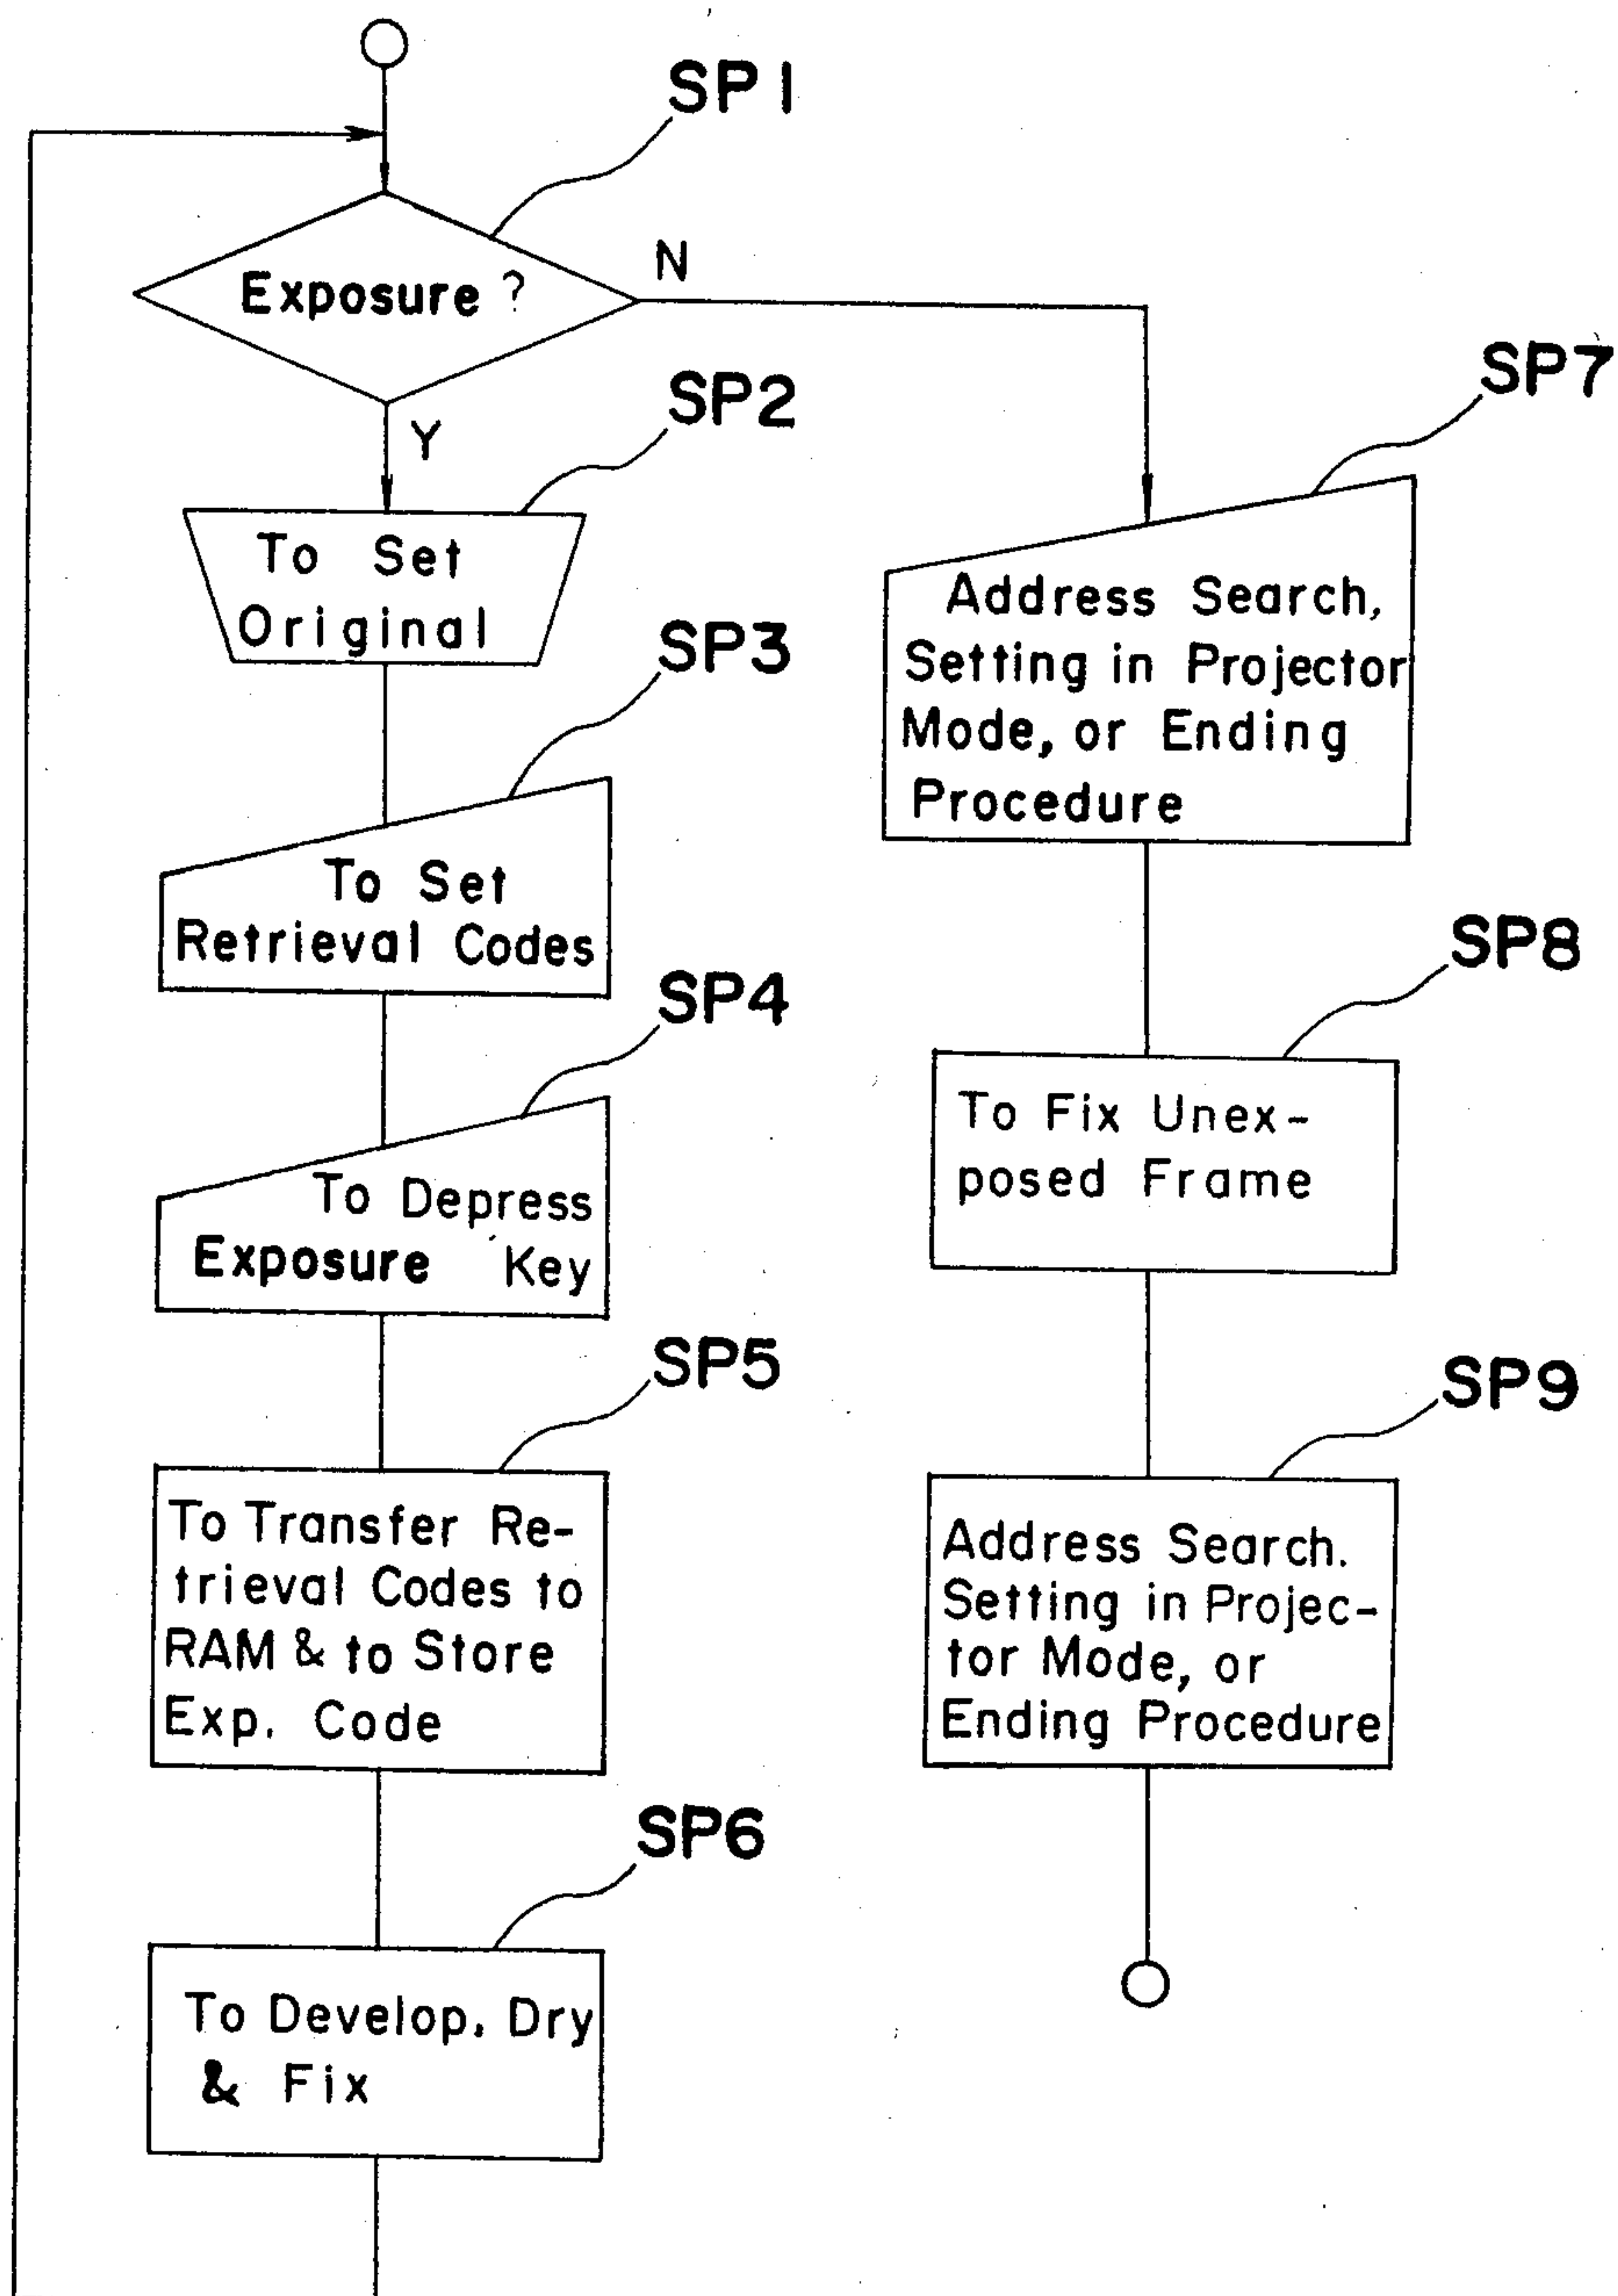 SP1
Exposure ?
N
Y
SP2
To Set
Original
SP3
To Set
Retrieval Codes
SP4
To Depress
Exposure Key
SP5
To Transfer Re-
trieval Codes to
RAM & to Store
Exp. Code
SP6
To Develop, Dry
& Fix
SP7
Address Search,
Setting in Projector
Mode, or Ending
Procedure
SP8
To Fix Unex-
posed Frame
SP9
Address Search.
Setting in Projec-
tor Mode, or
Ending Procedure